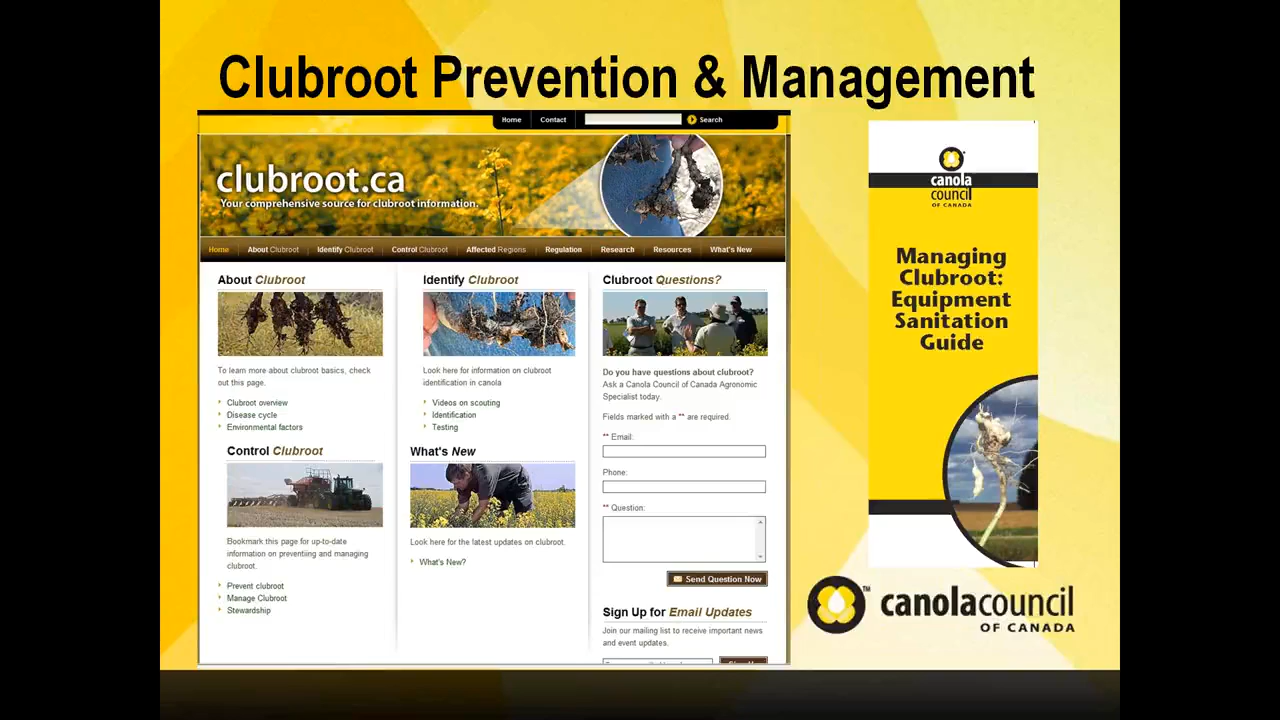 Clubroot Prevention & Management
Home
Contact
Search
clubroot.ca
Your comprehensive source for clubroot information.
Home
About Clubroot
Identify Clubroot
Control Clubroot
Affected Regions
Regulation
Research
Resources
What's New
About Clubroot
To learn more about clubroot basics, check
out this page.
Clubroot overview
Disease cycle
Environmental factors
Control Clubroot
Bookmark this page for up-to-date
information on preventiing and managing
clubroot.
Prevent clubroot
Manage Clubroot
Stewardship
Identify Clubroot
Look here for information on clubroot
identification in canola
Videos on scouting
Identification
Testing
What's New
Look here for the latest updates on clubroot.
What's New?
Clubroot Questions?
Do you have questions about clubroot?
Ask a Canola Council of Canada Agronomic
Specialist today.
Fields marked with a ** are required.
** Email:
Phone:
** Question:
Send Question Now
Sign Up for Email Updates
Join our mailing list to receive important news
and event updates.
canola
council
OF CANADA
Managing
Clubroot:
Equipment
Sanitation
Guide
canolacouncil™
OF CANADA